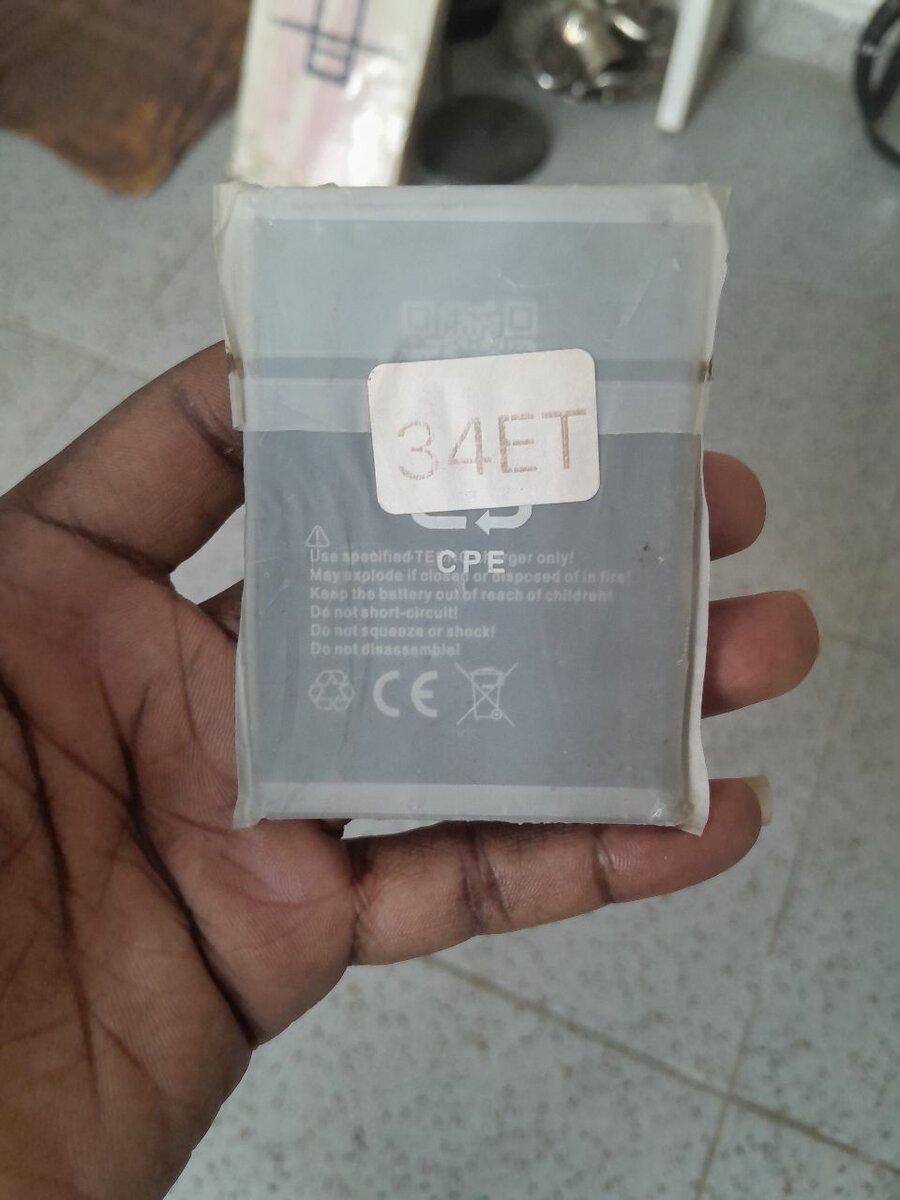 34ET
CPE
Use specified charger only!
May explode if closed or disposed of in fire!
Keep the battery out of reach of children!
Do not short-circuit!
Do not squeeze or shock!
Do not disassemble!
CE